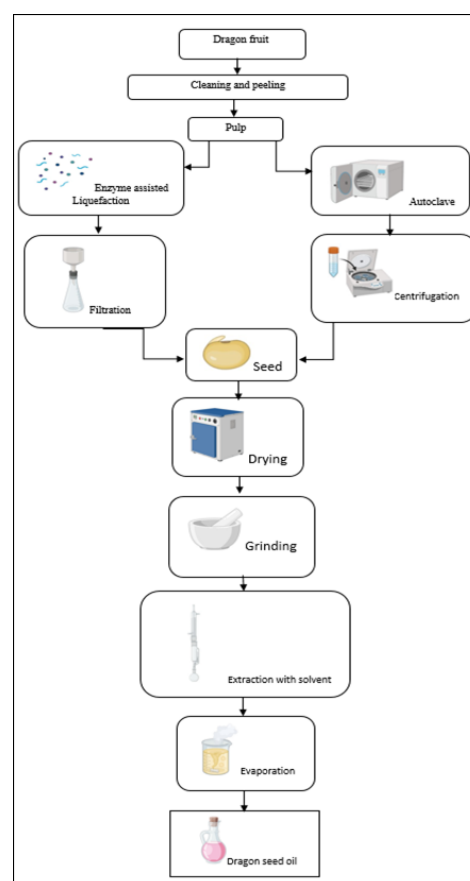 Dragon fruit
Cleaning and peeling
Pulp
Enzyme assisted
Liquefaction
Autoclave
Filtration
Centrifugation
Seed
Drying
Grinding
Extraction with solvent
Evaporation
Dragon seed oil